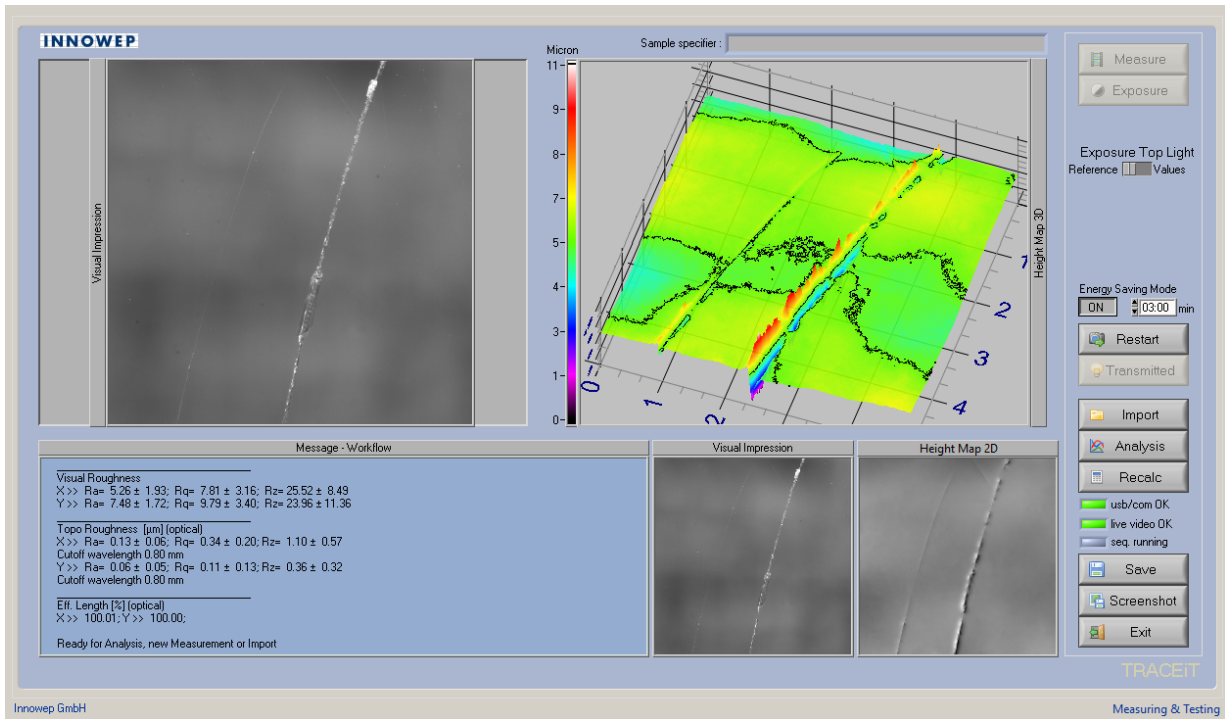 INNOWEP
Sample specifier :
Micron
11
9
8
7
5
4
3
1
0
Visual Impression
Height Map 3D
0
1
2
1
2
3
4
Measure
Exposure
Exposure Top Light
Reference Values
Energy Saving Mode
ON 03:00 min
Restart
Transmitted
Import
Analysis
Recalc
usb/com OK
live video OK
seq. running
Save
Screenshot
Exit
Message - Workflow
Visual Roughness
X >> Ra= 5.26 ± 1.93; Rq= 7.81 ± 3.16; Rz= 25.52 ± 8.49
Y >> Ra= 7.48 ± 1.72; Rq= 9.79 ± 3.40; Rz= 23.96 ± 11.36
Topo Roughness [µm] (optical)
X >> Ra= 0.13 ± 0.06; Rq= 0.34 ± 0.20; Rz= 1.10 ± 0.57
Cutoff wavelength 0.80 mm
Y >> Ra= 0.06 ± 0.05; Rq= 0.11 ± 0.13; Rz= 0.36 ± 0.32
Cutoff wavelength 0.80 mm
Eff. Length [%] (optical)
X >> 100.01; Y >> 100.00;
Ready for Analysis, new Measurement or Import
Visual Impression
Height Map 2D
TRACEiT
Innowep GmbH
Measuring & Testing